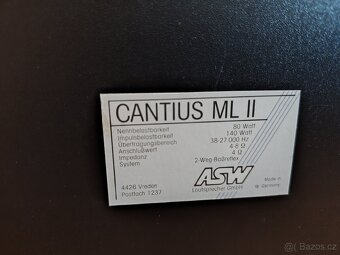 CANTIUS ML II
Nennbelastbarkeit 80 Watt
Impulsbelastbarkeit 140 Watt
Übertragungsbereich 38-27 000 Hz
Anschlußwert 4-8 Ω
Impedanz 4 Ω
System 2-Weg-Baßreflex
ASW
Lautsprecher GmbH
4426 Vreden
Postfach 1237
Made in
W. Germany
Bazoš.cz